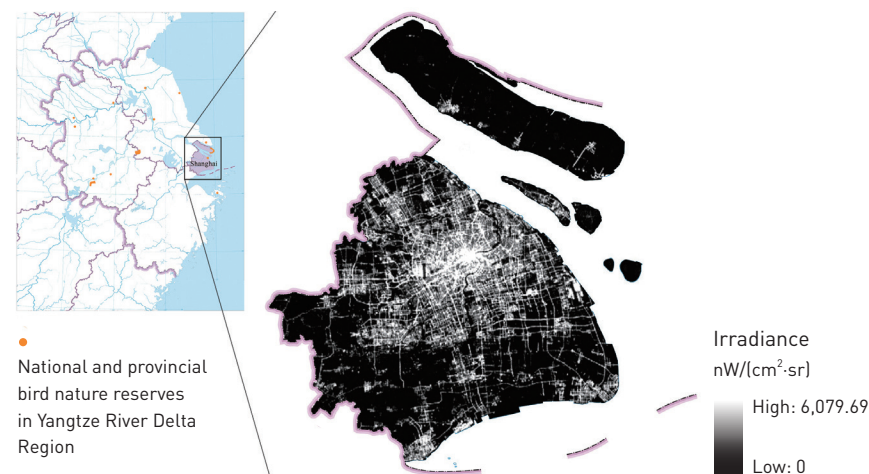 Shanghai
National and provincial
bird nature reserves
in Yangtze River Delta
Region
Irradiance
nW/(cm²·sr)
High: 6,079.69
Low: 0